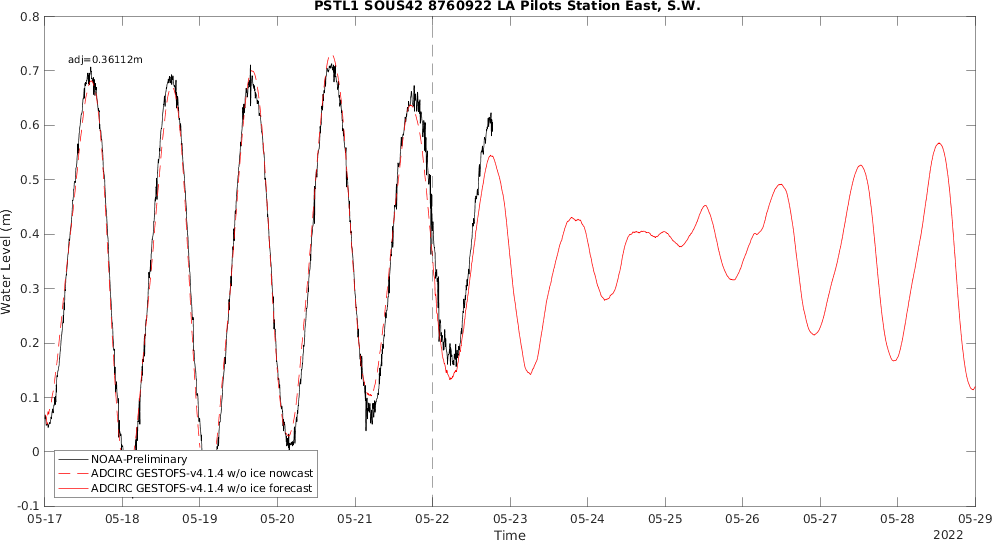 PSTL1 SOUS42 8760922 LA Pilots Station East, S.W.
adj=0.36112m
0.8
0.7
0.6
0.5
0.4
0.3
0.2
0.1
0
-0.1
Water Level (m)
NOAA-Preliminary
ADCIRC GESTOFS-v4.1.4 w/o ice nowcast
ADCIRC GESTOFS-v4.1.4 w/o ice forecast
05-17 05-18 05-19 05-20 05-21 05-22 05-23 05-24 05-25 05-26 05-27 05-28 05-29
Time
2022